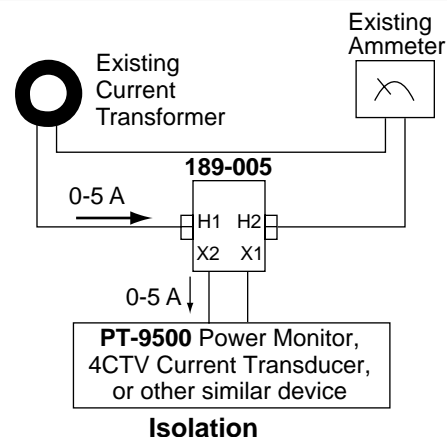 Existing
Current
Transformer
Existing
Ammeter
189-005
0-5 A
H1 H2
X2 X1
0-5 A
PT-9500 Power Monitor,
4CTV Current Transducer,
or other similar device
Isolation